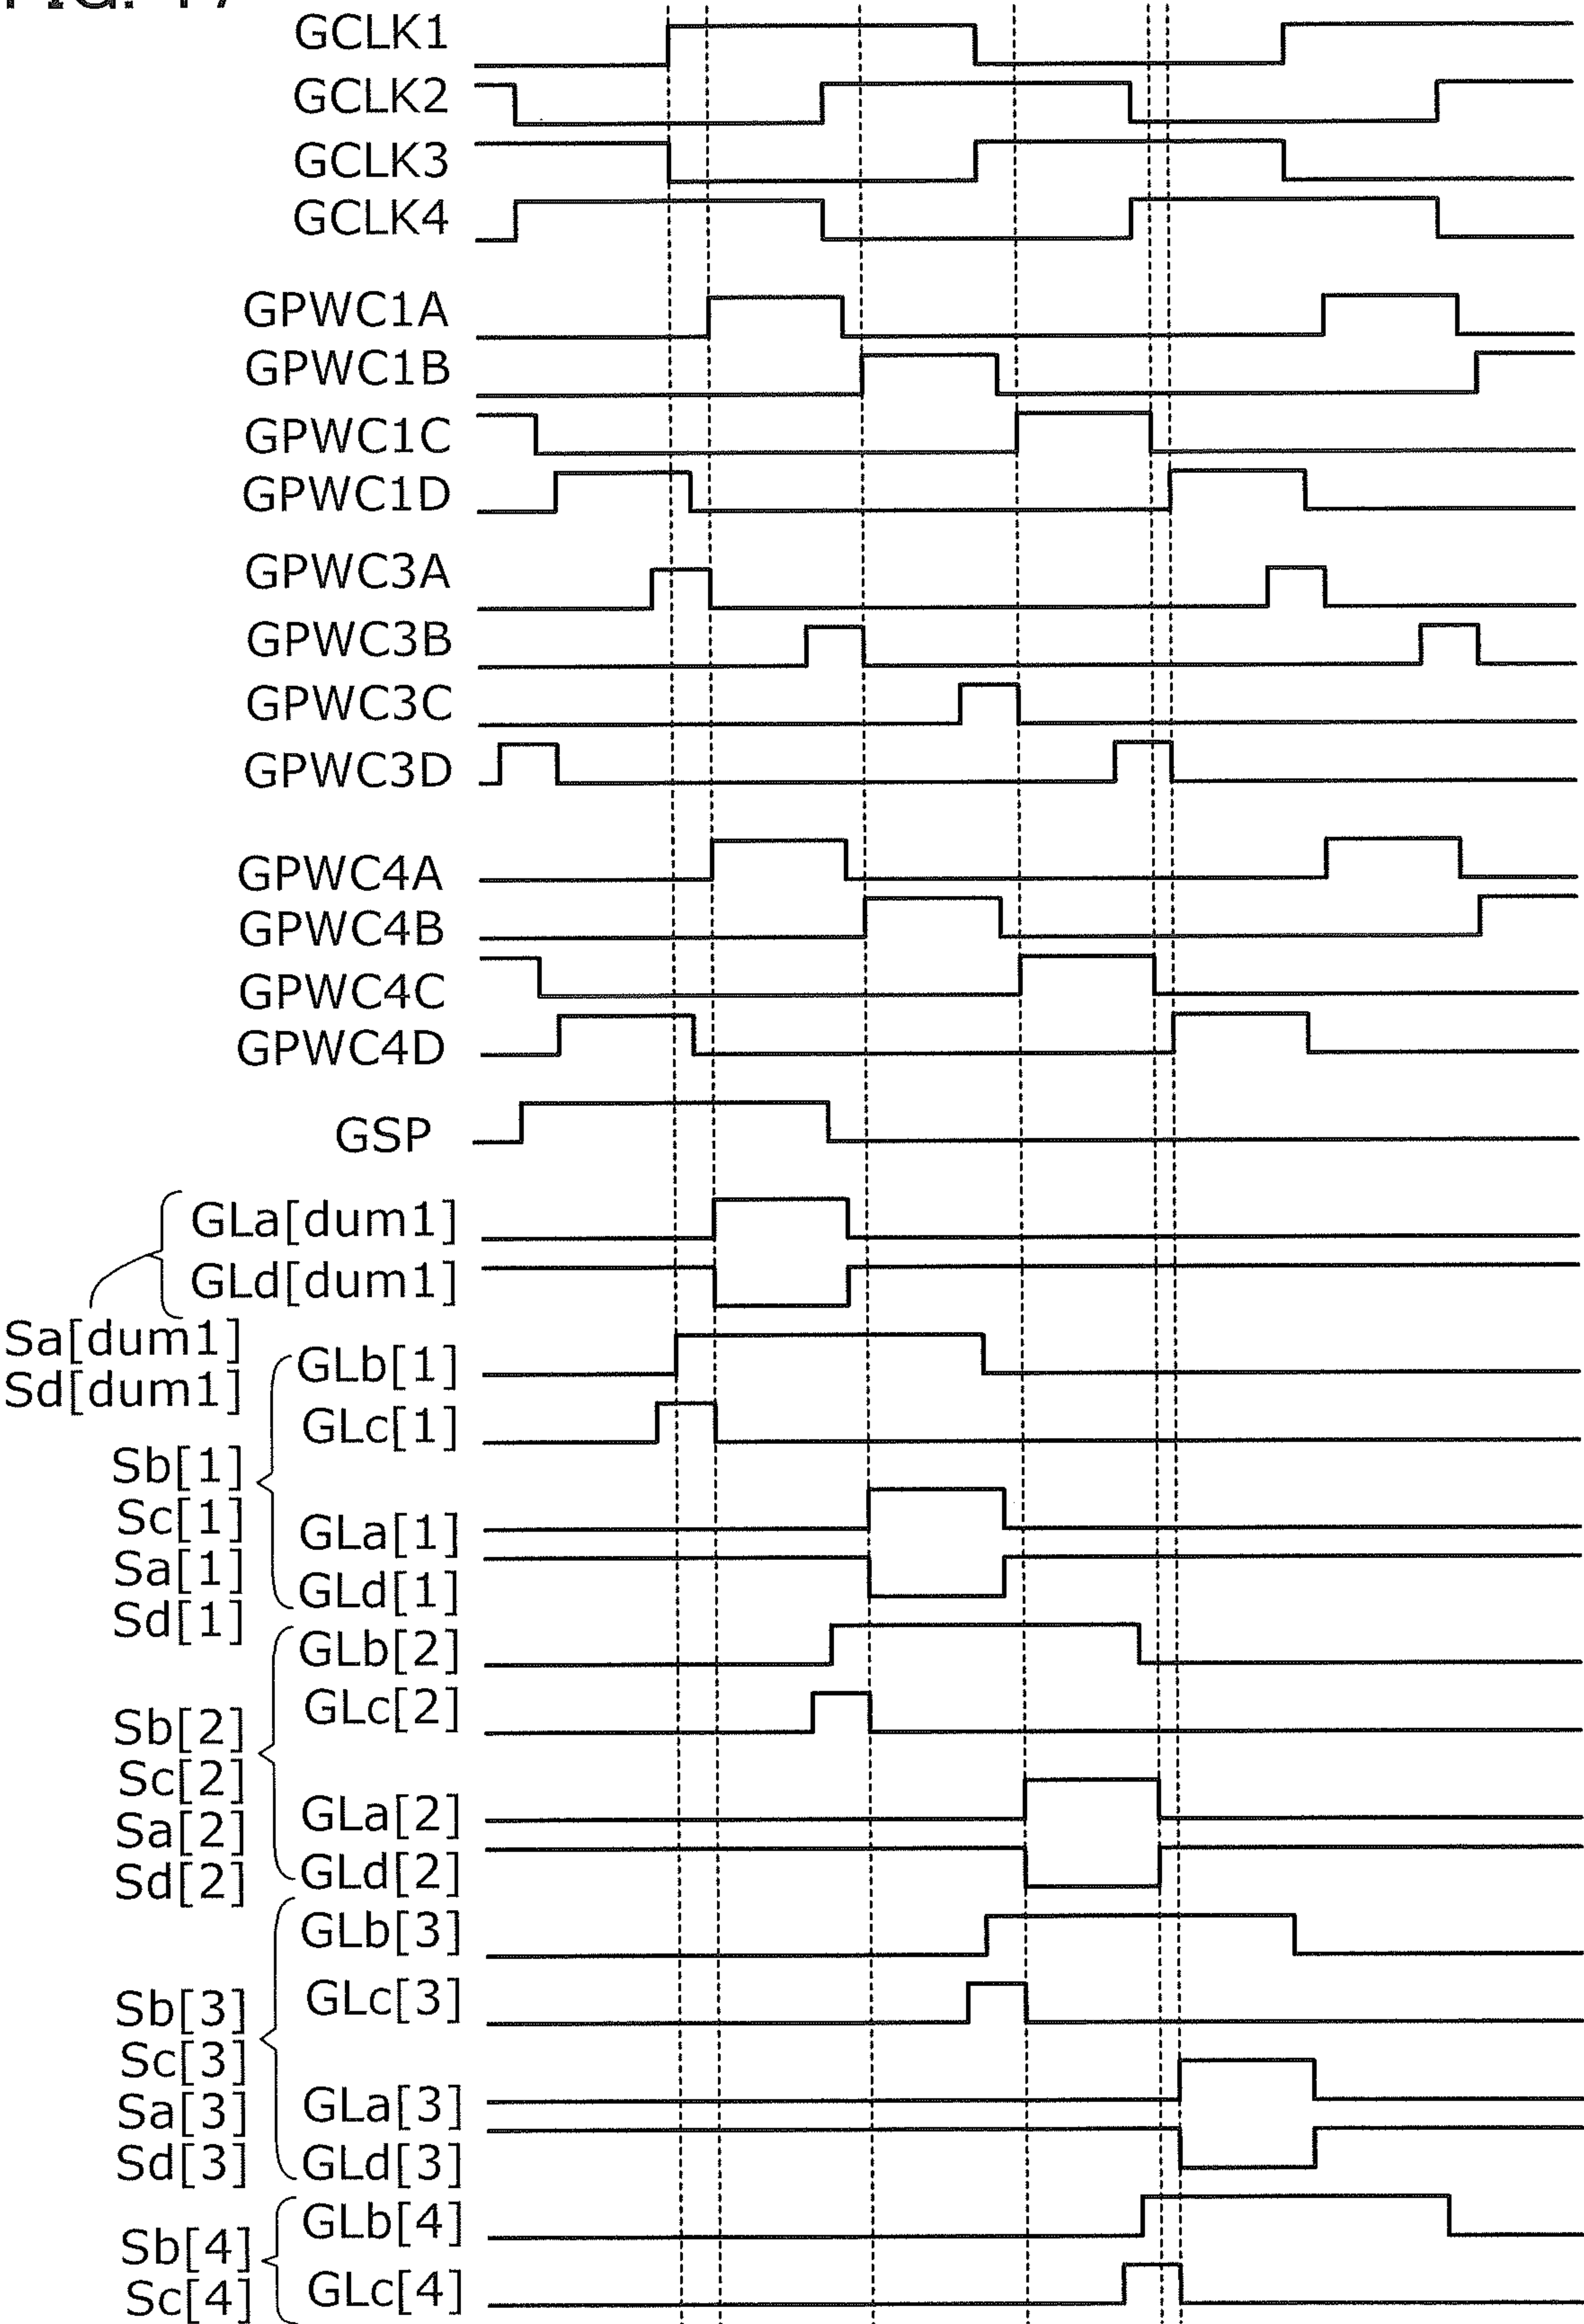 GCLK1
GCLK2
GCLK3
GCLK4
GPWC1A
GPWC1B
GPWC1C
GPWC1D
GPWC3A
GPWC3B
GPWC3C
GPWC3D
GPWC4A
GPWC4B
GPWC4C
GPWC4D
GSP
GLa[dum1]
GLd[dum1]
Sa[dum1]
Sd[dum1]
GLb[1]
GLc[1]
Sb[1]
Sc[1]
GLa[1]
Sa[1]
GLd[1]
Sd[1]
GLb[2]
GLc[2]
Sb[2]
Sc[2]
GLa[2]
Sa[2]
GLd[2]
Sd[2]
GLb[3]
GLc[3]
Sb[3]
Sc[3]
GLa[3]
Sa[3]
GLd[3]
Sd[3]
GLb[4]
Sb[4]
GLc[4]
Sc[4]